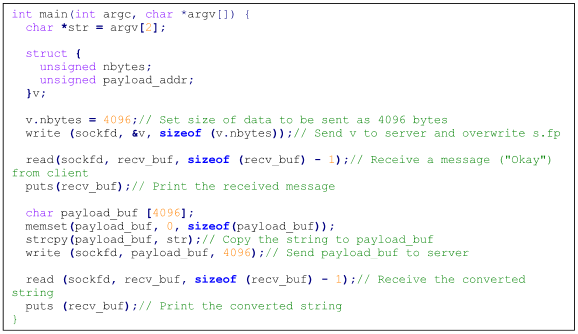 int main(int argc, char *argv[]) {
char *str = argv[2];
struct {
unsigned nbytes;
unsigned payload_addr;
}v;
v.nbytes = 4096;// Set size of data to be sent as 4096 bytes
write (sockfd, &v, sizeof (v.nbytes));// Send v to server and overwrite s.fp
read(sockfd, recv_buf, sizeof (recv_buf) - 1);// Receive a message ("Okay")
from client
puts(recv_buf);// Print the received message
char payload_buf [4096];
memset(payload_buf, 0, sizeof(payload_buf));
strcpy(payload_buf, str);// Copy the string to payload_buf
write (sockfd, payload_buf, 4096);// Send payload_buf to server
read (sockfd, recv_buf, sizeof (recv_buf) - 1);// Receive the converted
string
puts (recv_buf);// Print the converted string
}